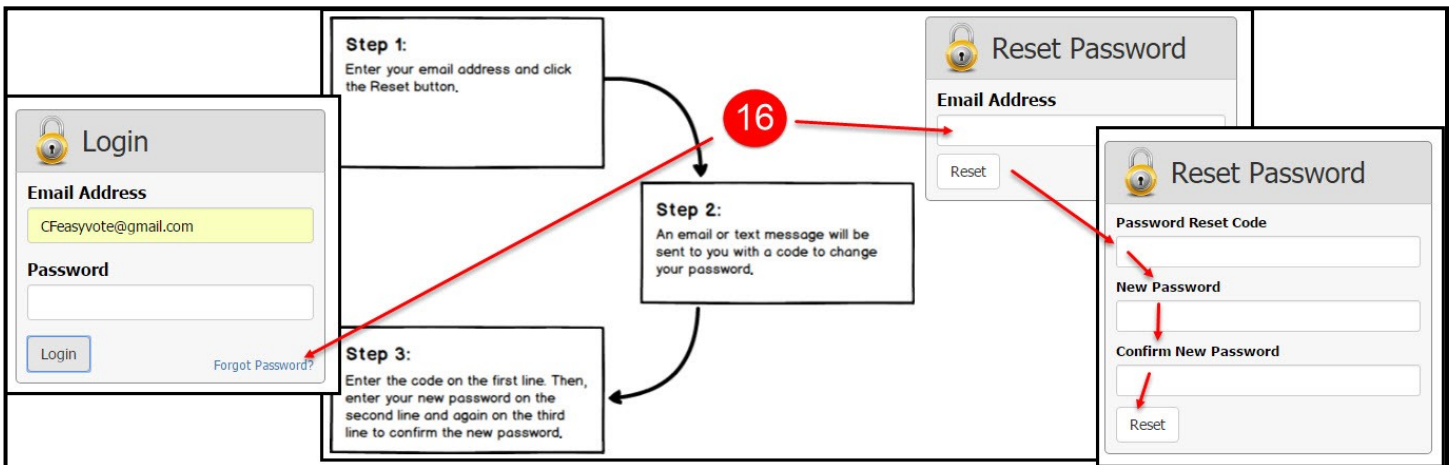 Login
Email Address
CFeasyvote@gmail.com
Password
Login
Forgot Password?
Step 1:
Enter your email address and click
the Reset button.
16
Step 2:
An email or text message will be
sent to you with a code to change
your password.
Step 3:
Enter the code on the first line. Then,
enter your new password on the
second line and again on the third
line to confirm the new password.
Reset Password
Email Address
Reset
Reset Password
Password Reset Code
New Password
Confirm New Password
Reset